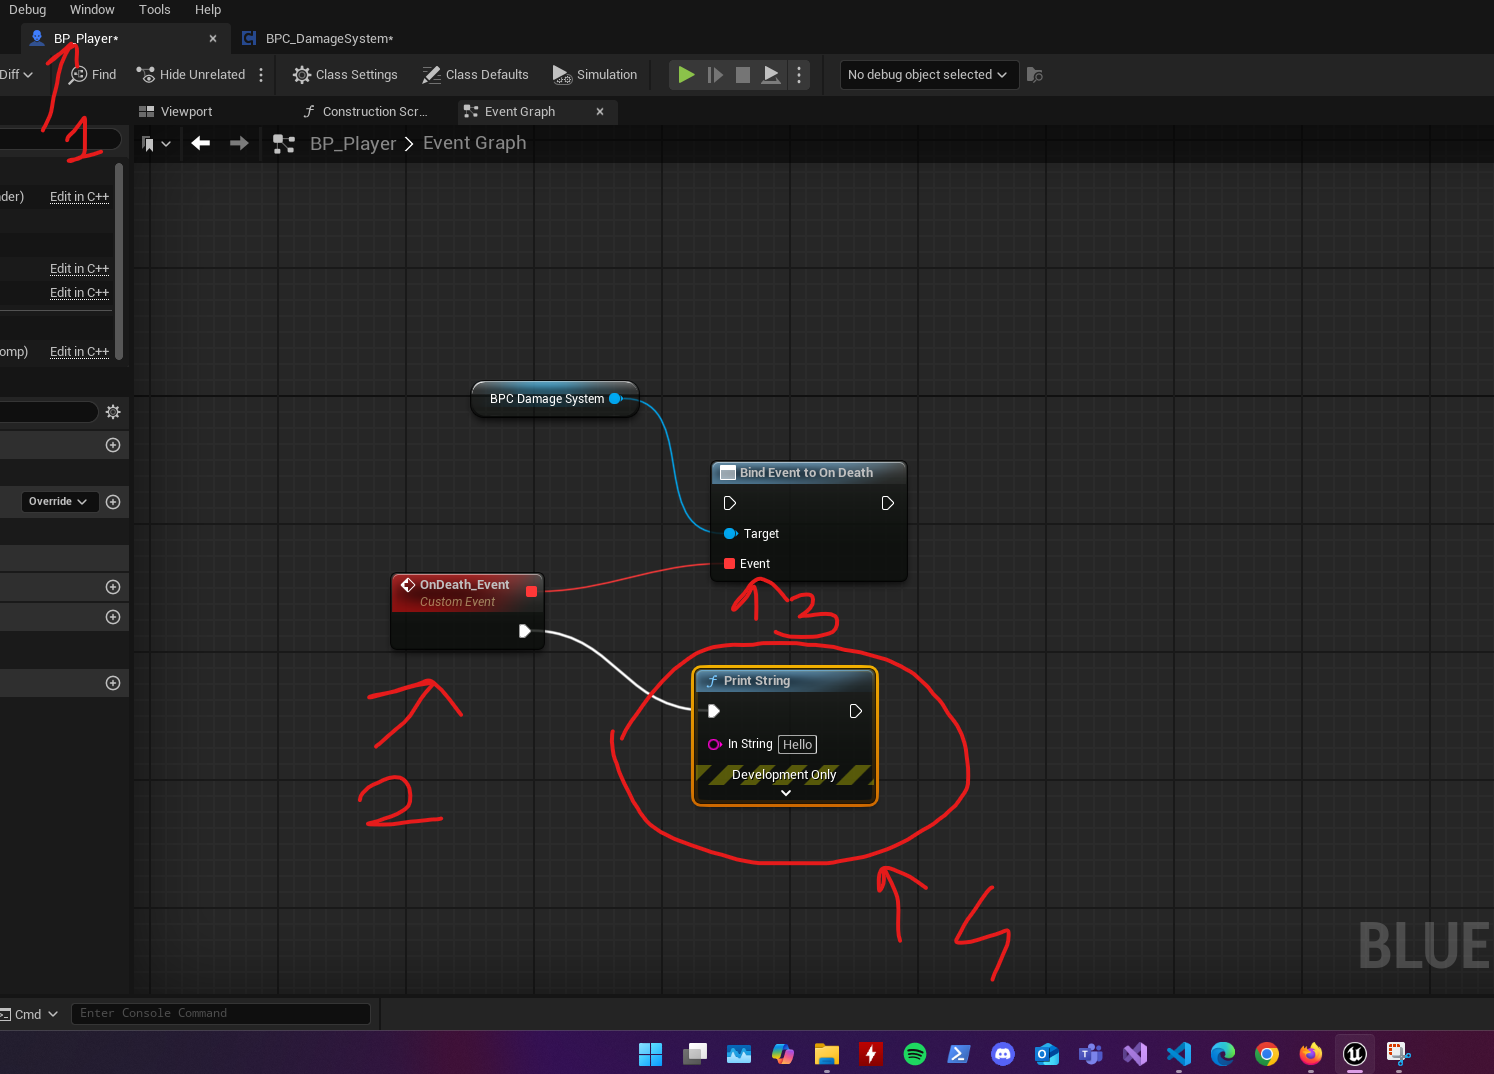 Debug Window Tools Help
BP_Player* BPC_DamageSystem*
Diff Find Hide Unrelated Class Settings Class Defaults Simulation No debug object selected
Viewport Construction Scr... Event Graph
1
BP_Player > Event Graph
der) Edit in C++
Edit in C++
Edit in C++
omp) Edit in C++
BPC Damage System
Bind Event to On Death
Target
Event
Override
OnDeath_Event
Custom Event
3
Print String
In String Hello
Development Only
2
4
BLUE
Cmd Enter Console Command